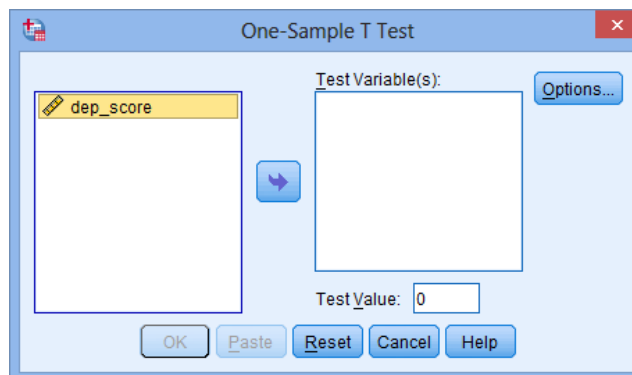 One-Sample T Test
Test Variable(s):
dep_score
Options...
Test Value: 0
OK Paste Reset Cancel Help